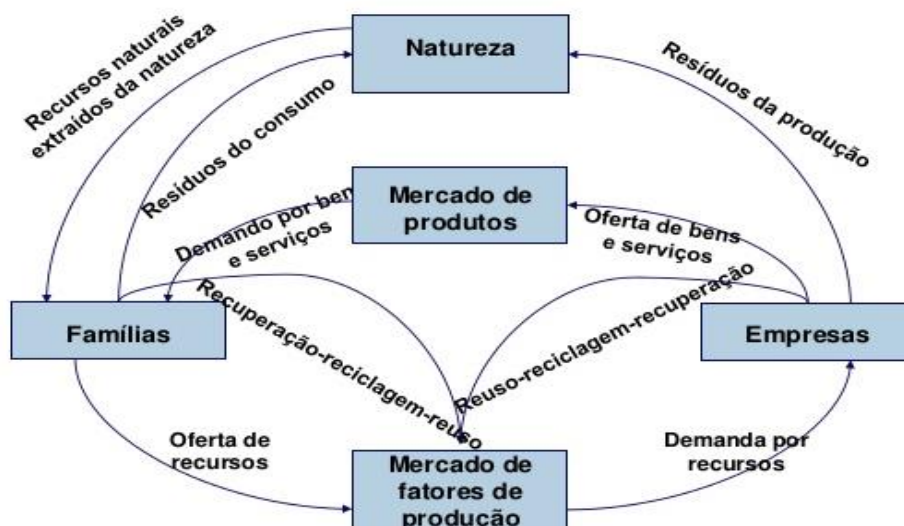 Natureza
Recursos naturais
extraídos da natureza
Resíduos do consumo
Resíduos da produção
Mercado de
produtos
Demando por ben
e serviços
Oferta de bens
e serviços
Famílias
Empresas
Recuperação-reciclagem-reuso
Reuso-reciclagem-recuperação
Oferta de
recursos
Mercado de
fatores de
produção
Demanda por
recursos